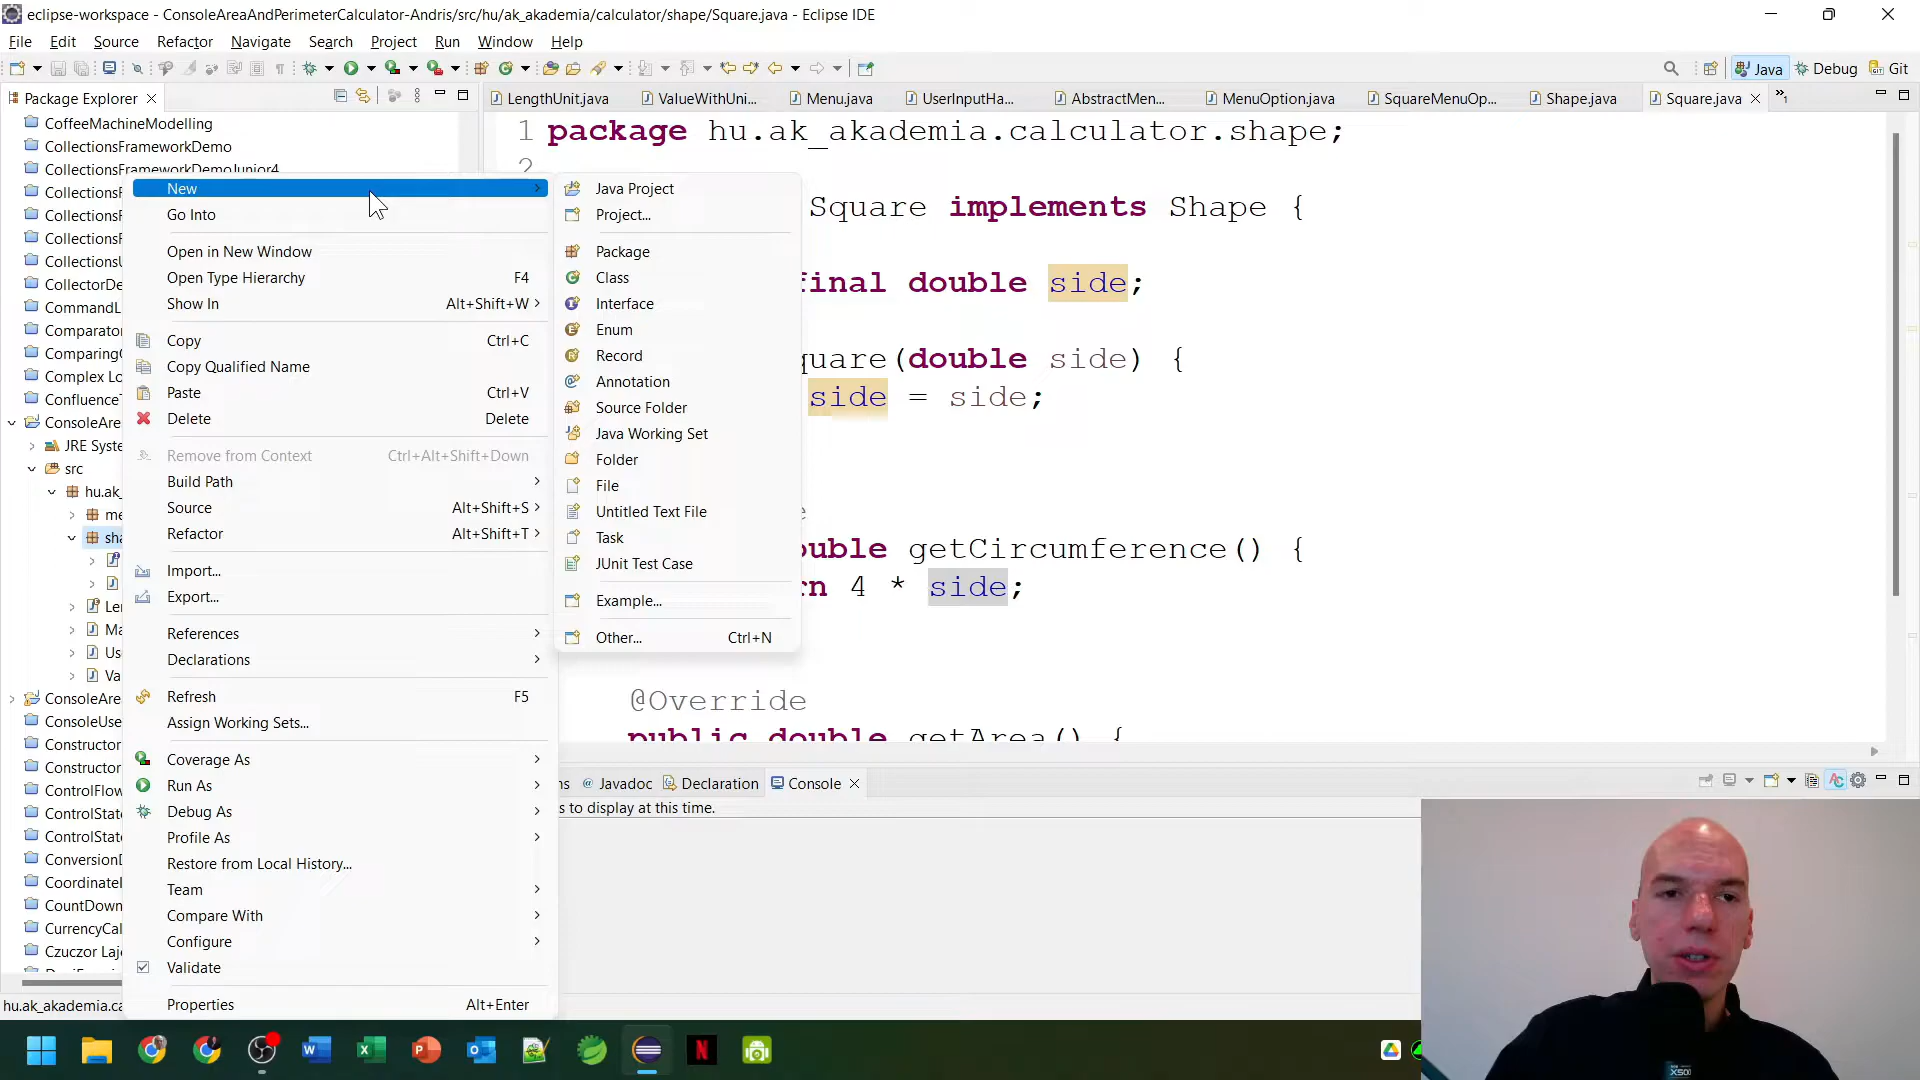 eclipse-workspace - ConsoleAreaAndPerimeterCalculator-Andris/src/hu/ak_akademia/calculator/shape/Square.java - Eclipse IDE
File Edit Source Refactor Navigate Search Project Run Window Help
Java Debug Git
Package Explorer
LengthUnit.java ValueWithUni... Menu.java UserInputHa... AbstractMen... MenuOption.java SquareMenuOp... Shape.java Square.java
CoffeeMachineModelling
CollectionsFrameworkDemo
CollectionsFrameworkDemoJunior4
Collections
Collections
Collections
Collections
CollectorDe
CommandL
Comparato
Comparing
Complex Lo
Confluence
ConsoleAre
JRE Syste
src
hu.ak_
me
sha
Ler
Ma
Use
Va
ConsoleAre
ConsoleUse
Constructor
Constructor
ControlFlow
ControlState
ControlState
ConversionD
Coordinatel
CountDown
CurrencyCal
Czuczor Laj
hu.ak_akademia.ca
New
Go Into
Open in New Window
Open Type Hierarchy F4
Show In Alt+Shift+W
Copy Ctrl+C
Copy Qualified Name
Paste Ctrl+V
Delete Delete
Remove from Context Ctrl+Alt+Shift+Down
Build Path
Source Alt+Shift+S
Refactor Alt+Shift+T
Import...
Export...
References
Declarations
Refresh F5
Assign Working Sets...
Coverage As
Run As
Debug As
Profile As
Restore from Local History...
Team
Compare With
Configure
Validate
Properties Alt+Enter
Java Project
Project...
Package
Class
Interface
Enum
Record
Annotation
Source Folder
Java Working Set
Folder
File
Untitled Text File
Task
JUnit Test Case
Example...
Other... Ctrl+N
1 package hu.ak_akademia.calculator.shape;
2
Square implements Shape {
final double side;
quare(double side) {
side = side;
e
ouble getCircumference() {
rn 4 * side;
@Override
public double getArea() {
ns Javadoc Declaration Console
s to display at this time.